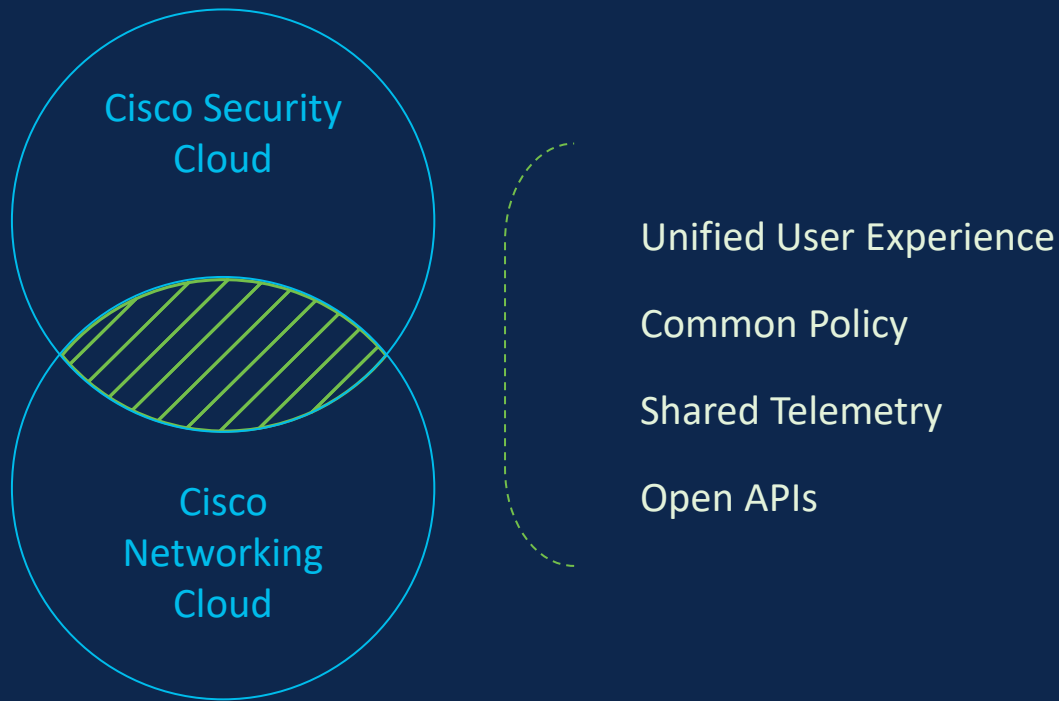 Cisco Security
Cloud
Cisco
Networking
Cloud
Unified User Experience
Common Policy
Shared Telemetry
Open APIs